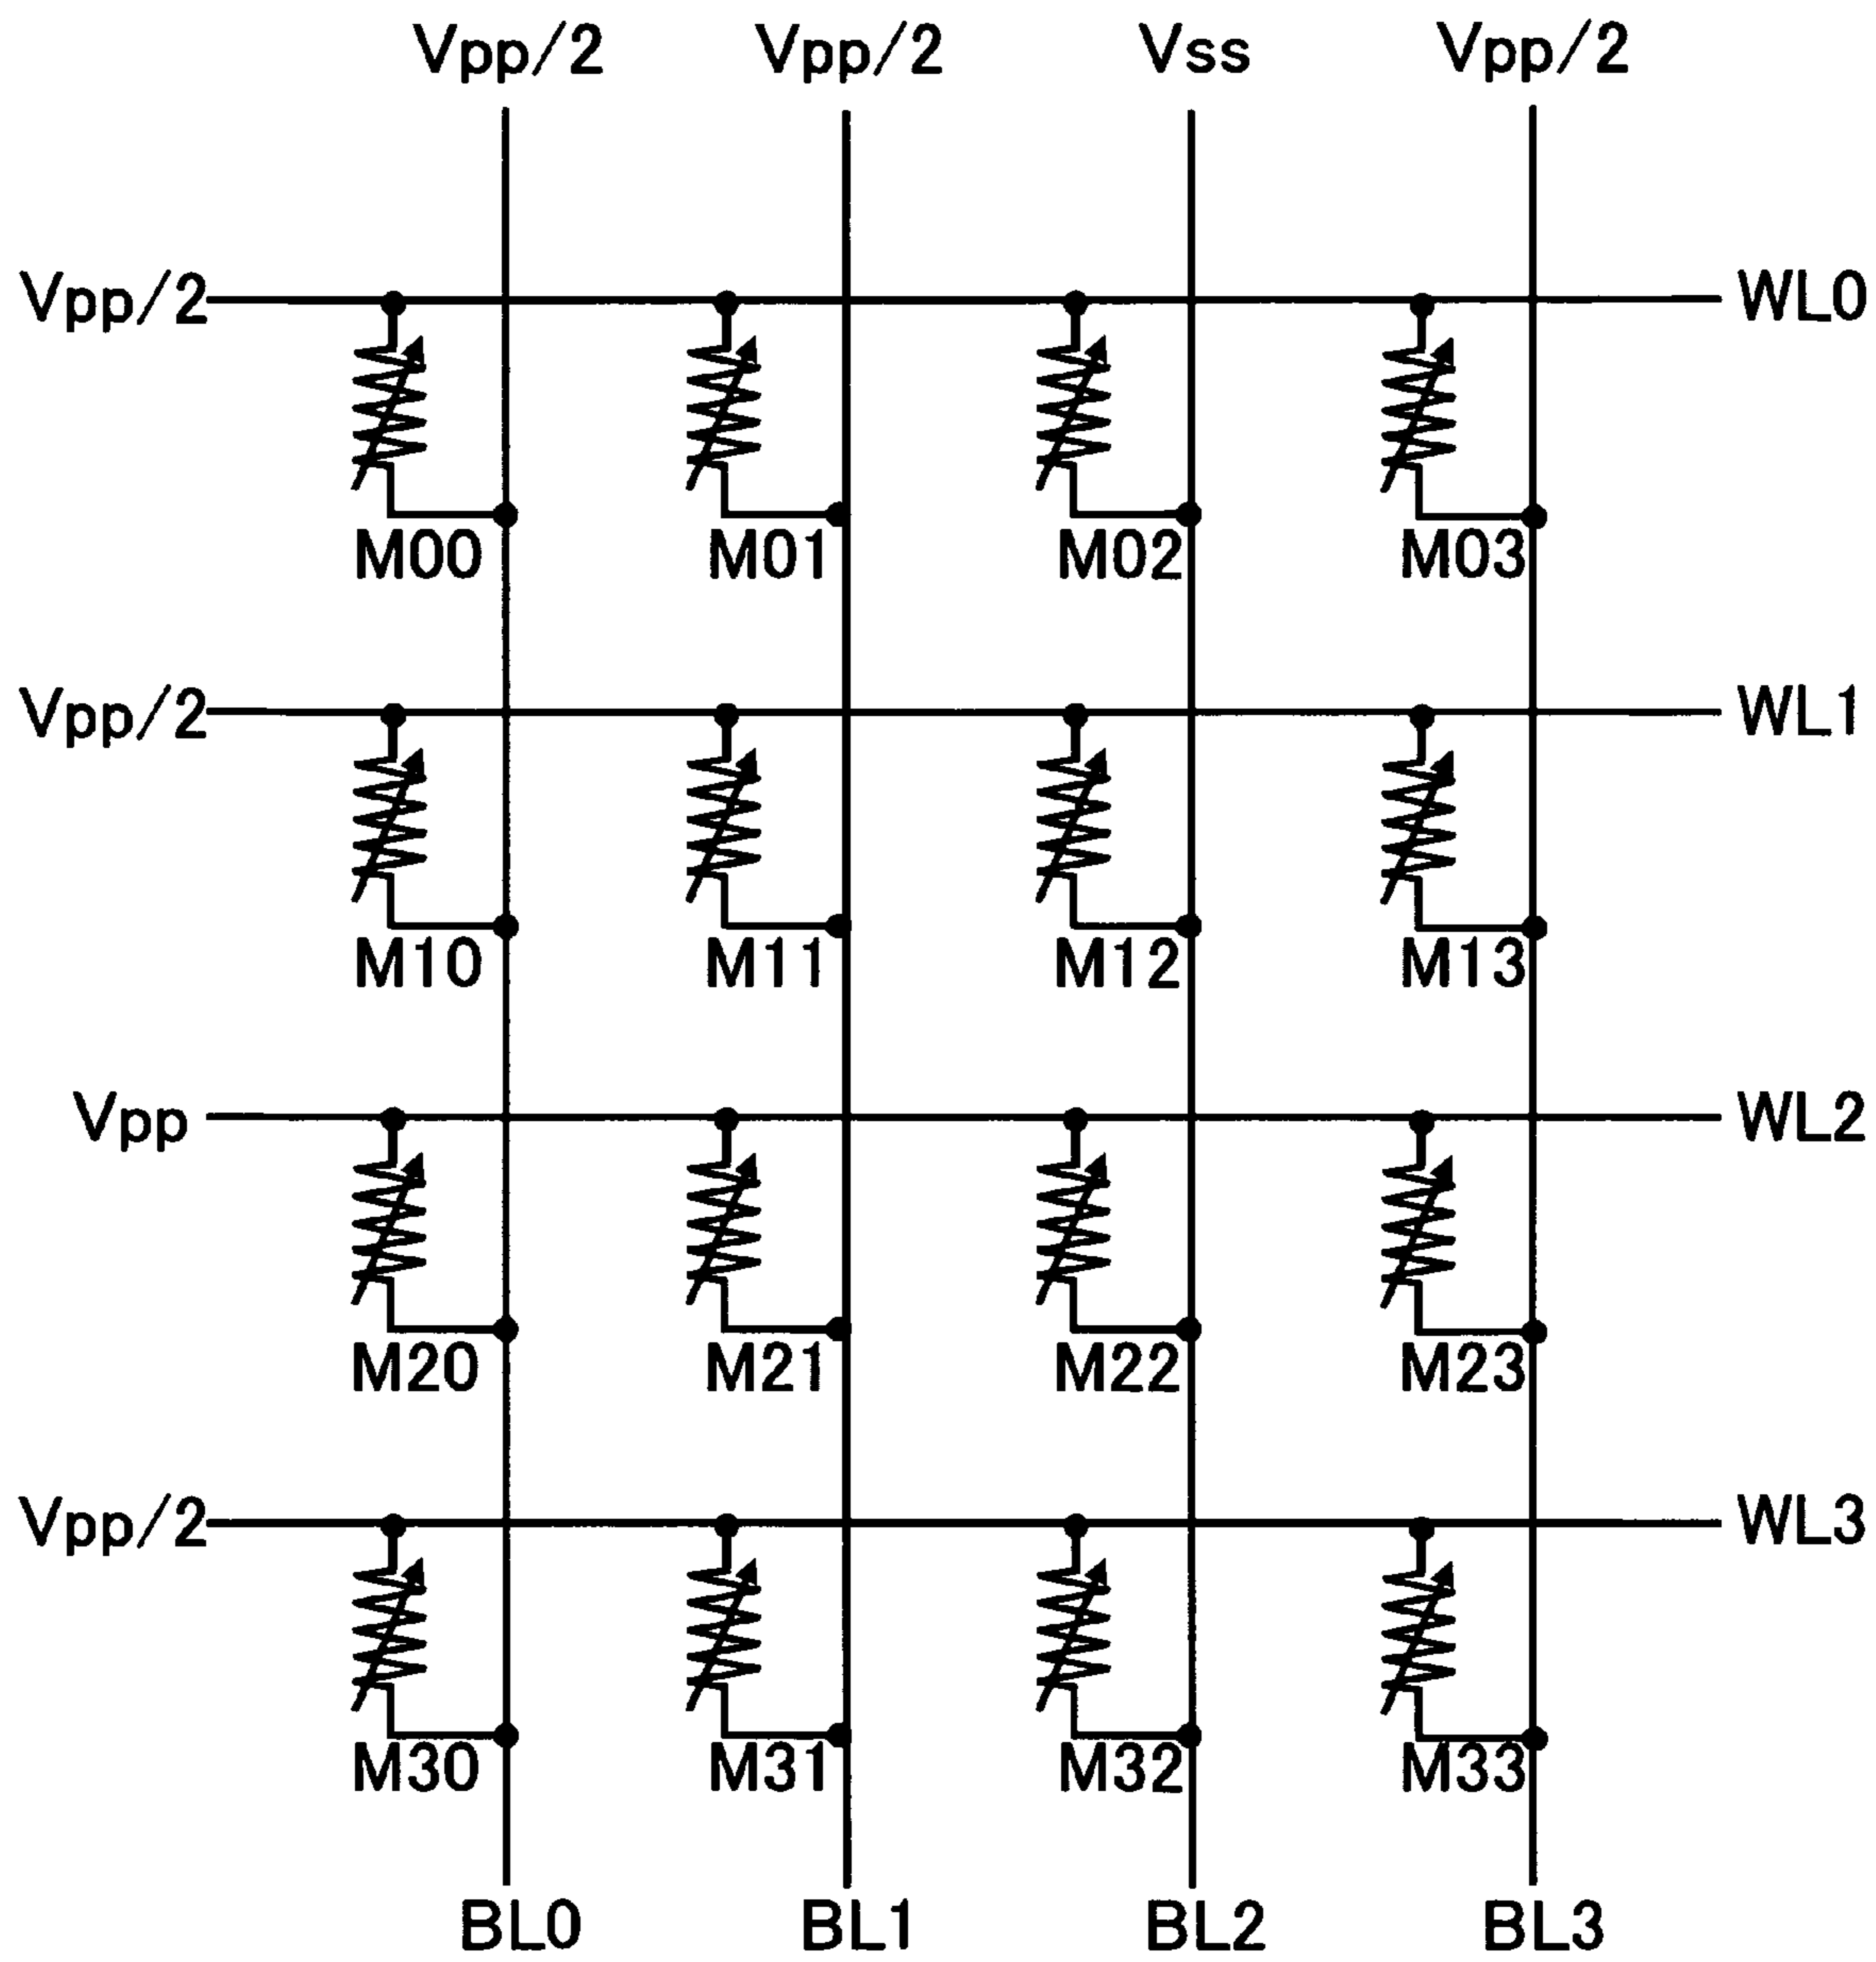 Vpp/2 Vpp/2 Vss Vpp/2
Vpp/2 WL0
M00 M01 M02 M03
Vpp/2 WL1
M10 M11 M12 M13
Vpp WL2
M20 M21 M22 M23
Vpp/2 WL3
M30 M31 M32 M33
BL0 BL1 BL2 BL3